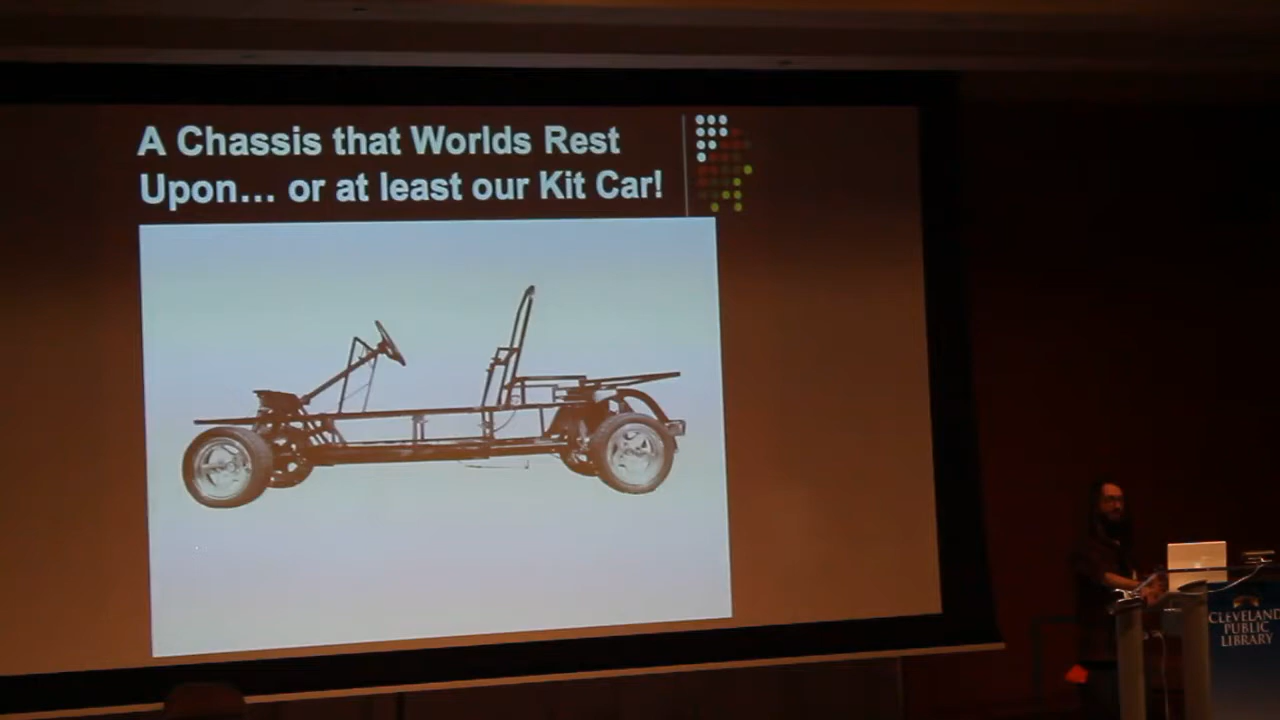 A Chassis that Worlds Rest
Upon... or at least our Kit Car!
CLEVELAND
PUBLIC
LIBRARY